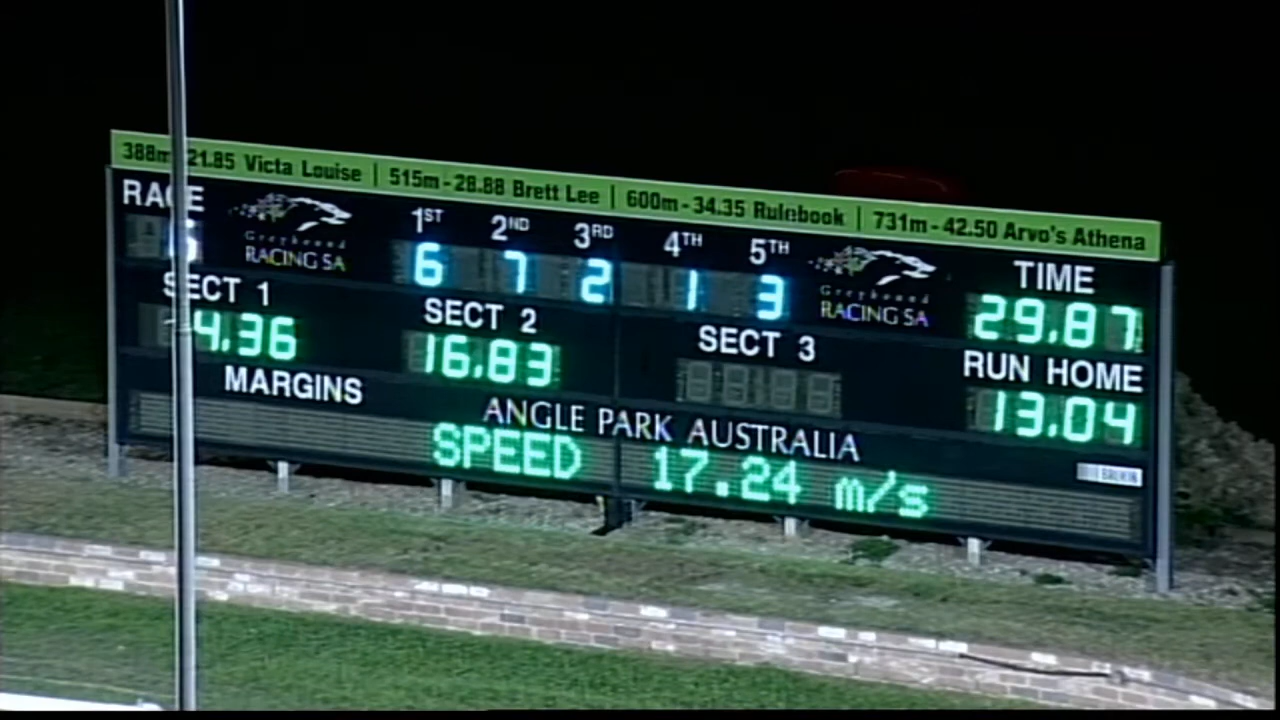 388m - 21.85 Victa Louise | 515m - 28.88 Brett Lee | 600m - 34.35 Rulebook | 731m - 42.50 Arvo's Athena
RACE 1ST 2ND 3RD 4TH 5TH TIME
6 7 2 1 3 29.87
Greyhound RACING SA Greyhound RACING SA
SECT 1 SECT 2 SECT 3 RUN HOME
4.36 16.83 13.04
MARGINS ANGLE PARK AUSTRALIA
SPEED 17.24 m/s